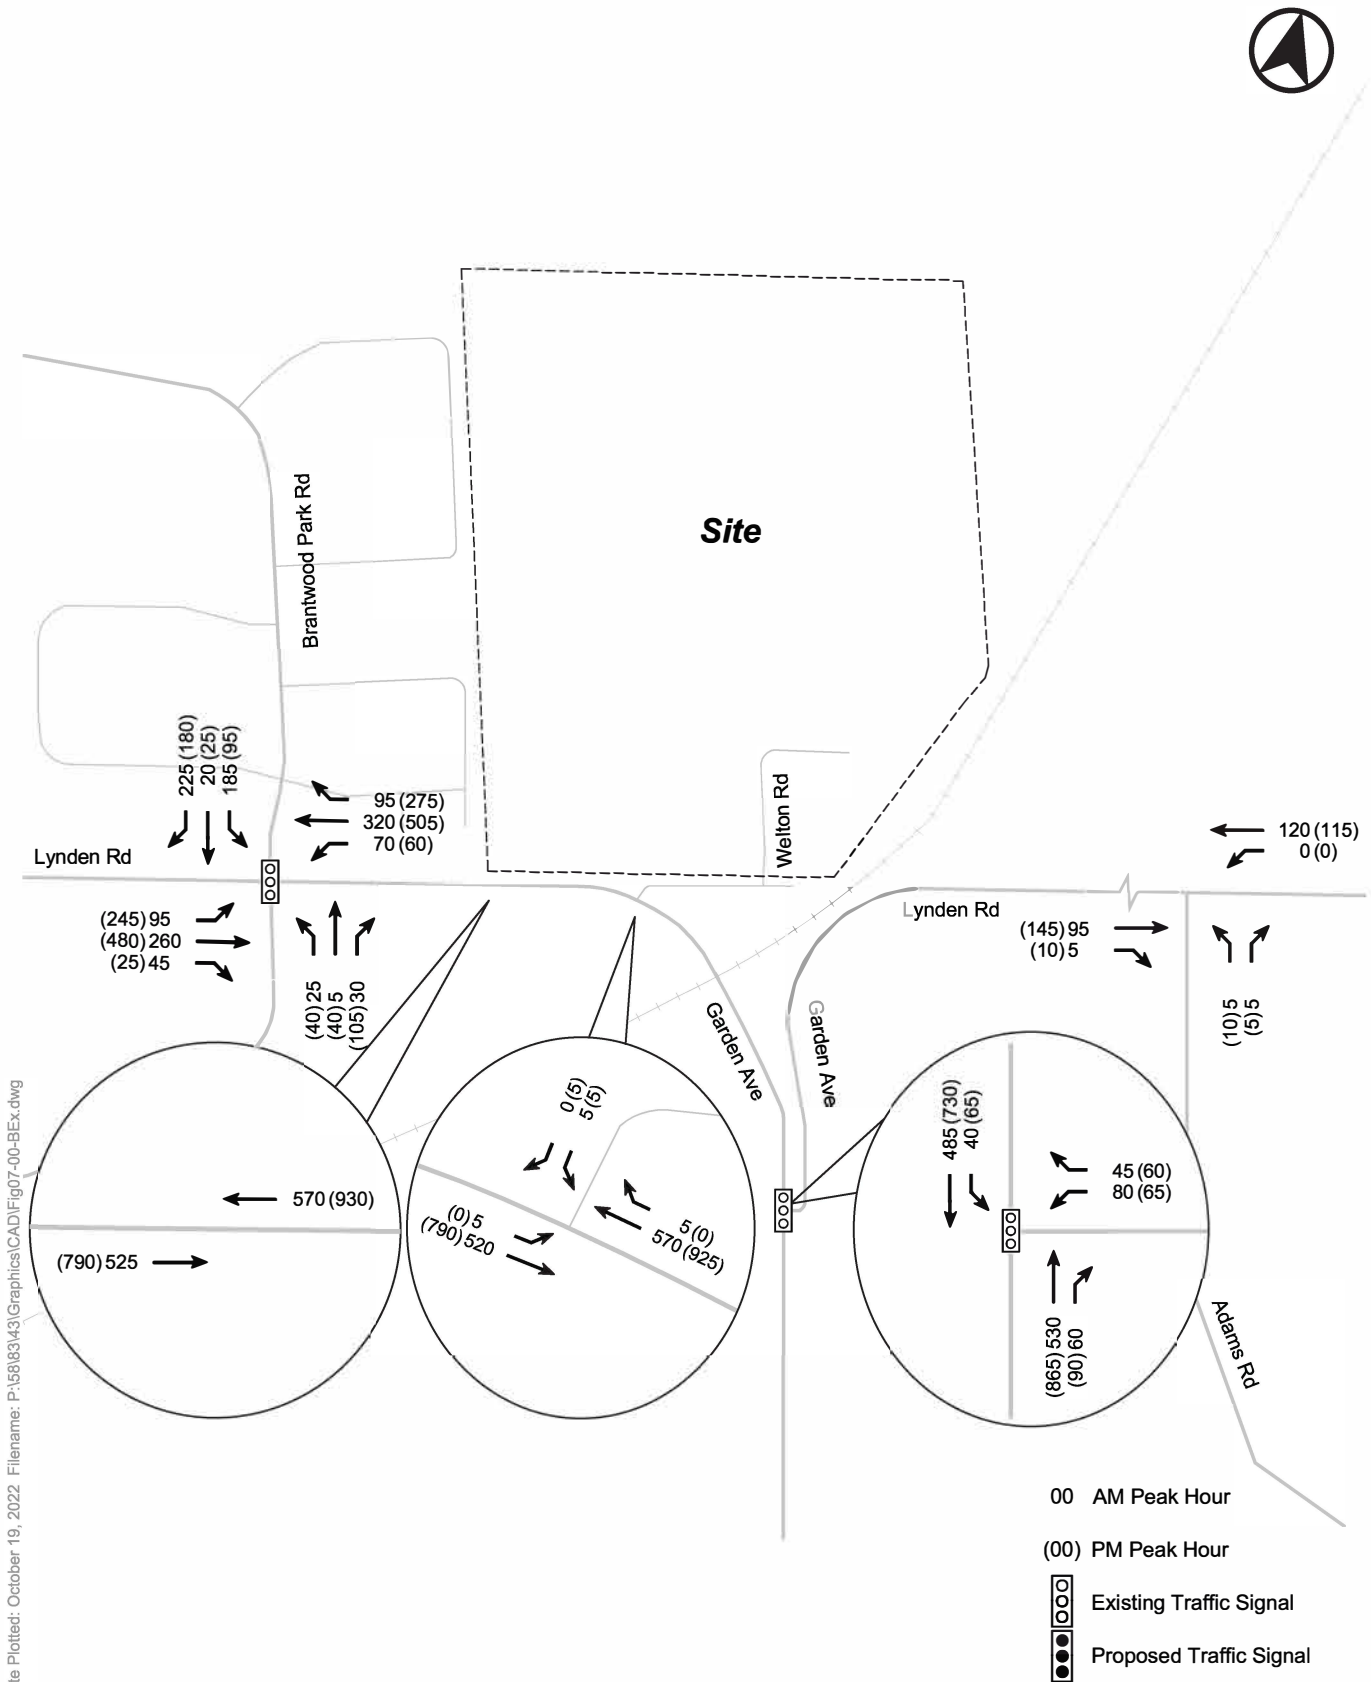 Site
Brantwood Park Rd
225 (180)
20 (25)
185 (95)
95 (275)
320 (505)
70 (60)
Lynden Rd
(245) 95
(480) 260
(25) 45
(40) 25
(40) 5
(105) 30
Welton Rd
120 (115)
0 (0)
Lynden Rd
(145) 95
(10) 5
(10) 5
(5) 5
Garden Ave
Garden Ave
570 (930)
(790) 525
0 (5)
5 (5)
(0) 5
(790) 520
5 (0)
570 (925)
485 (730)
40 (65)
45 (60)
80 (65)
(865) 530
(90) 60
Adams Rd
00 AM Peak Hour
(00) PM Peak Hour
Existing Traffic Signal
Proposed Traffic Signal
te Plotted: October 19, 2022 Filename: P:\58\83\43\Graphics\CAD\Fig07-00-BEx.dwg